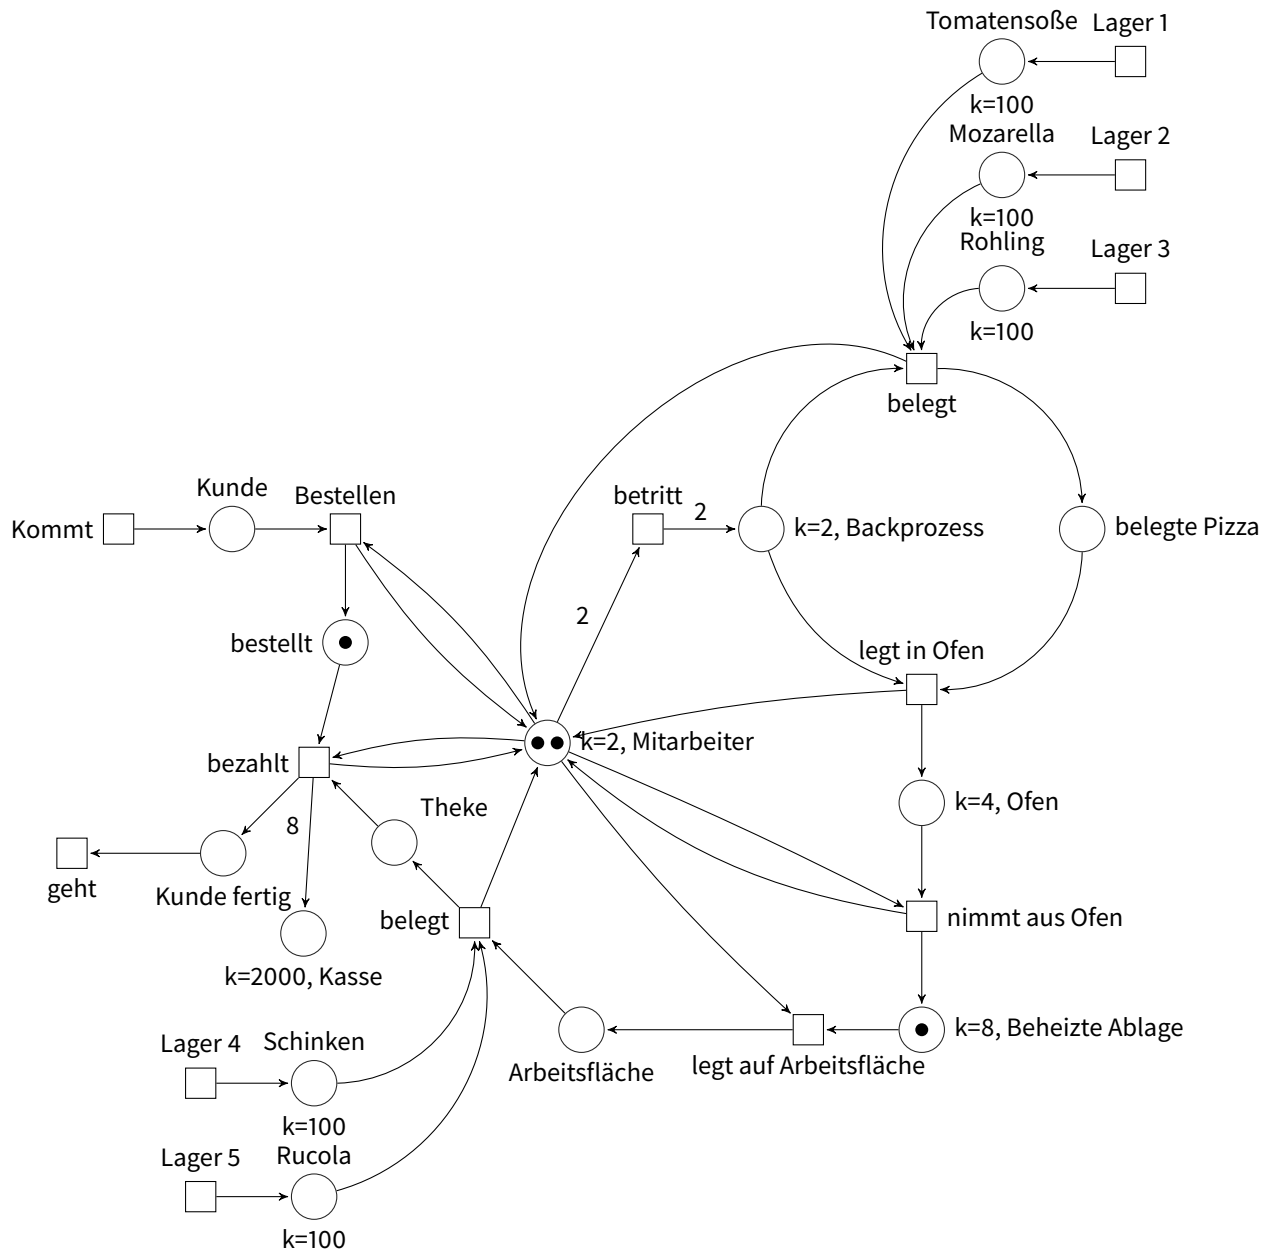 Tomatensoße
Lager 1
k=100
Mozarella
Lager 2
k=100
Rohling
Lager 3
k=100
belegt
Kunde
Bestellen
betritt
2
Kommt
k=2, Backprozess
belegte Pizza
2
bestellt
legt in Ofen
k=2, Mitarbeiter
bezahlt
Theke
k=4, Ofen
8
geht
Kunde fertig
belegt
nimmt aus Ofen
k=2000, Kasse
k=8, Beheizte Ablage
Lager 4
Schinken
Arbeitsfläche
legt auf Arbeitsfläche
k=100
Lager 5
Rucola
k=100